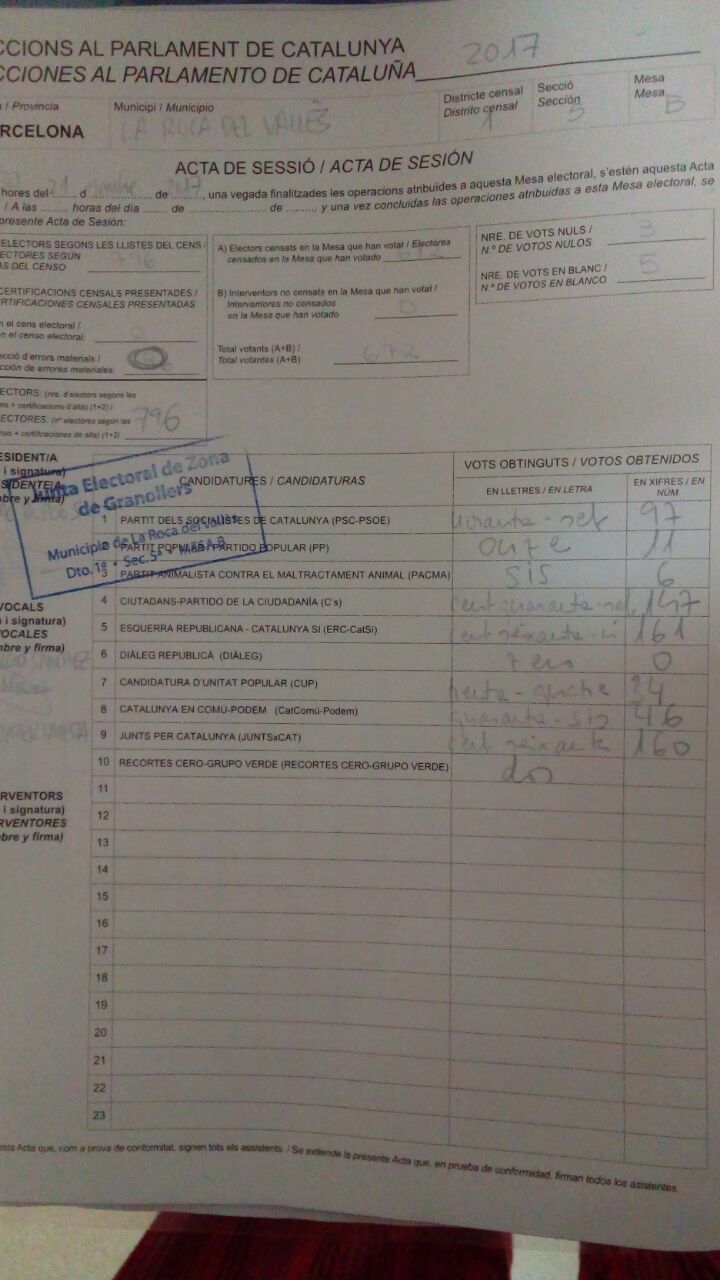 CCIONS AL PARLAMENT DE CATALUNYA
CCIONES AL PARLAMENTO DE CATALUÑA 2017
/ Provincia
RCELONA
Municipi / Municipio
LA ROCA DEL VALLÈS
Districte censal
Distrito censal
1
Secció
Sección
5
Mesa
Mesa
B
ACTA DE SESSIÓ / ACTA DE SESIÓN
hores del 21 d de 2017, una vegada finalitzades les operacions atribuïdes a aquesta Mesa electoral, s'estén aquesta Acta
/ A las ......... horas del día ........ de ..................... de ........., y una vez concluidas las operaciones atribuidas a esta Mesa electoral, se
presente Acta de Sesión:
ELECTORS SEGONS LES LLISTES DEL CENS /
ECTORES SEGÚN
AS DEL CENSO 796
CERTIFICACIONS CENSALS PRESENTADES /
ERTIFICACIONES CENSALES PRESENTADAS
n el cens electoral /
en el censo electoral: 0
cció d'errors materials /
cción de errores materiales. 0
ECTORS: (nre. d'electors segons les
ns + certificacions d'alta) (1+2) /
ECTORES: (nº electores según las 796
nso + certificaciones de alta) (1+2)
A) Electors censats en la Mesa que han votat / Electores
censados en la Mesa que han votado 672
B) Interventors no censats en la Mesa que han votat /
Interventores no censados
en la Mesa que han votado 0
Total votants (A+B) /
Total votantes (A+B) 672
NRE. DE VOTS NULS /
N.º DE VOTOS NULOS 3
NRE. DE VOTS EN BLANC /
N.º DE VOTOS EN BLANCO 5
ESIDENT/A
i signatura)
SIDENTE/A
bre y firma)
Junta Electoral de Zona
de Granollers
Municipio de La Roca del Vallès
Dto. 1º • Sec. 5ª • MESA B
VOCALS
i signatura)
VOCALES
mbre y firma)
ERVENTORS
i signatura)
RVENTORES
bre y firma)
CANDIDATURES / CANDIDATURAS
VOTS OBTINGUTS / VOTOS OBTENIDOS
EN LLETRES / EN LETRA
EN XIFRES / EN NÚM
1 PARTIT DELS SOCIALISTES DE CATALUNYA (PSC-PSOE) noranta-set 97
2 PARTIT POPULAR / PARTIDO POPULAR (PP) onze 11
3 PARTIT ANIMALISTA CONTRA EL MALTRACTAMENT ANIMAL (PACMA) sis 6
4 CIUTADANS-PARTIDO DE LA CIUDADANÍA (C's) cent quaranta-set 147
5 ESQUERRA REPUBLICANA - CATALUNYA SI (ERC-CatSí) cent seixanta-u 161
6 DIÀLEG REPUBLICÀ (DIÀLEG) zero 0
7 CANDIDATURA D'UNITAT POPULAR (CUP) trenta-quatre 34
8 CATALUNYA EN COMÚ-PODEM (CatComú-Podem) quaranta-sis 46
9 JUNTS PER CATALUNYA (JUNTSxCAT) cent seixanta 160
10 RECORTES CERO-GRUPO VERDE (RECORTES CERO-GRUPO VERDE) dos
11
12
13
14
15
16
17
18
19
20
21
22
23
esta Acta que, com a prova de conformitat, signen tots els assistents. / Se extiende la presente Acta que, en prueba de conformidad, firman todos los asistentes.